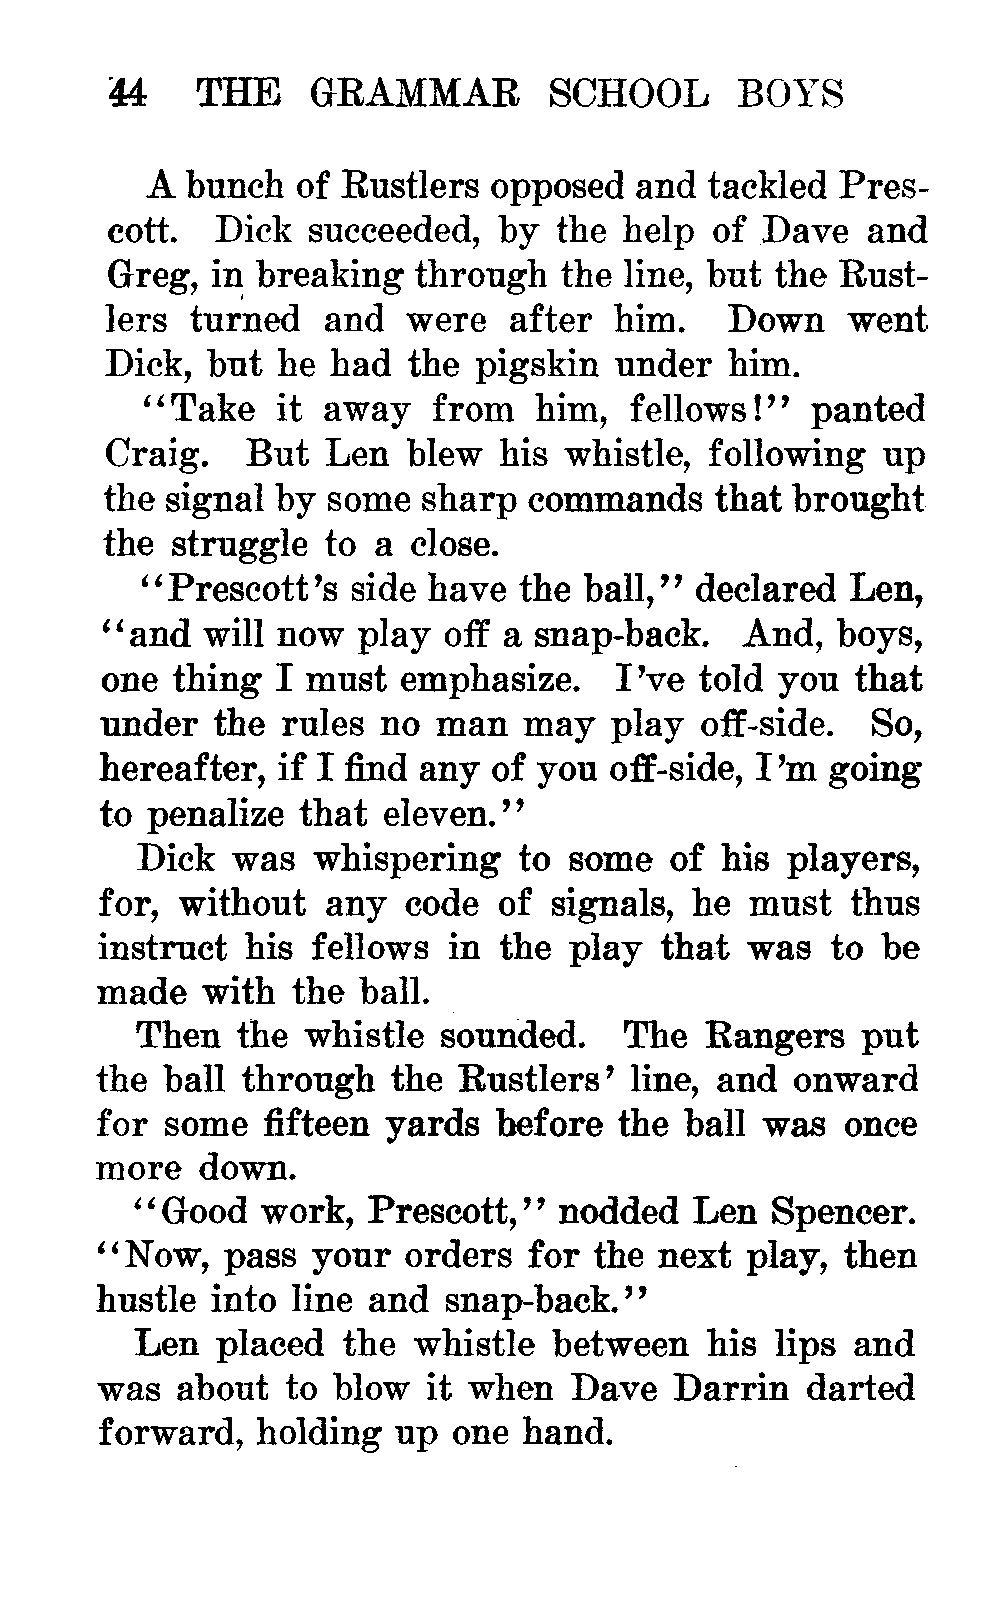 44 THE GRAMMAR SCHOOL BOYS
A bunch of Rustlers opposed and tackled Pres-
cott. Dick succeeded, by the help of Dave and
Greg, in breaking through the line, but the Rust-
lers turned and were after him. Down went
Dick, but he had the pigskin under him.
“Take it away from him, fellows!” panted
Craig. But Len blew his whistle, following up
the signal by some sharp commands that brought
the struggle to a close.
“Prescott’s side have the ball,” declared Len,
“and will now play off a snap-back. And, boys,
one thing I must emphasize. I’ve told you that
under the rules no man may play off-side. So,
hereafter, if I find any of you off-side, I’m going
to penalize that eleven.”
Dick was whispering to some of his players,
for, without any code of signals, he must thus
instruct his fellows in the play that was to be
made with the ball.
Then the whistle sounded. The Rangers put
the ball through the Rustlers’ line, and onward
for some fifteen yards before the ball was once
more down.
“Good work, Prescott,” nodded Len Spencer.
“Now, pass your orders for the next play, then
hustle into line and snap-back.”
Len placed the whistle between his lips and
was about to blow it when Dave Darrin darted
forward, holding up one hand.